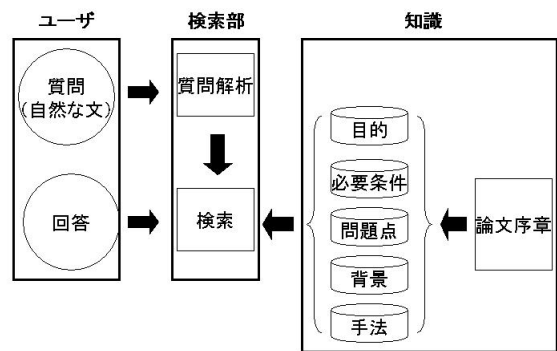 ユーザ
検索部
知識
質問
(自然な文)
質問解析
回答
検索
目的
必要条件
問題点
背景
手法
論文序章